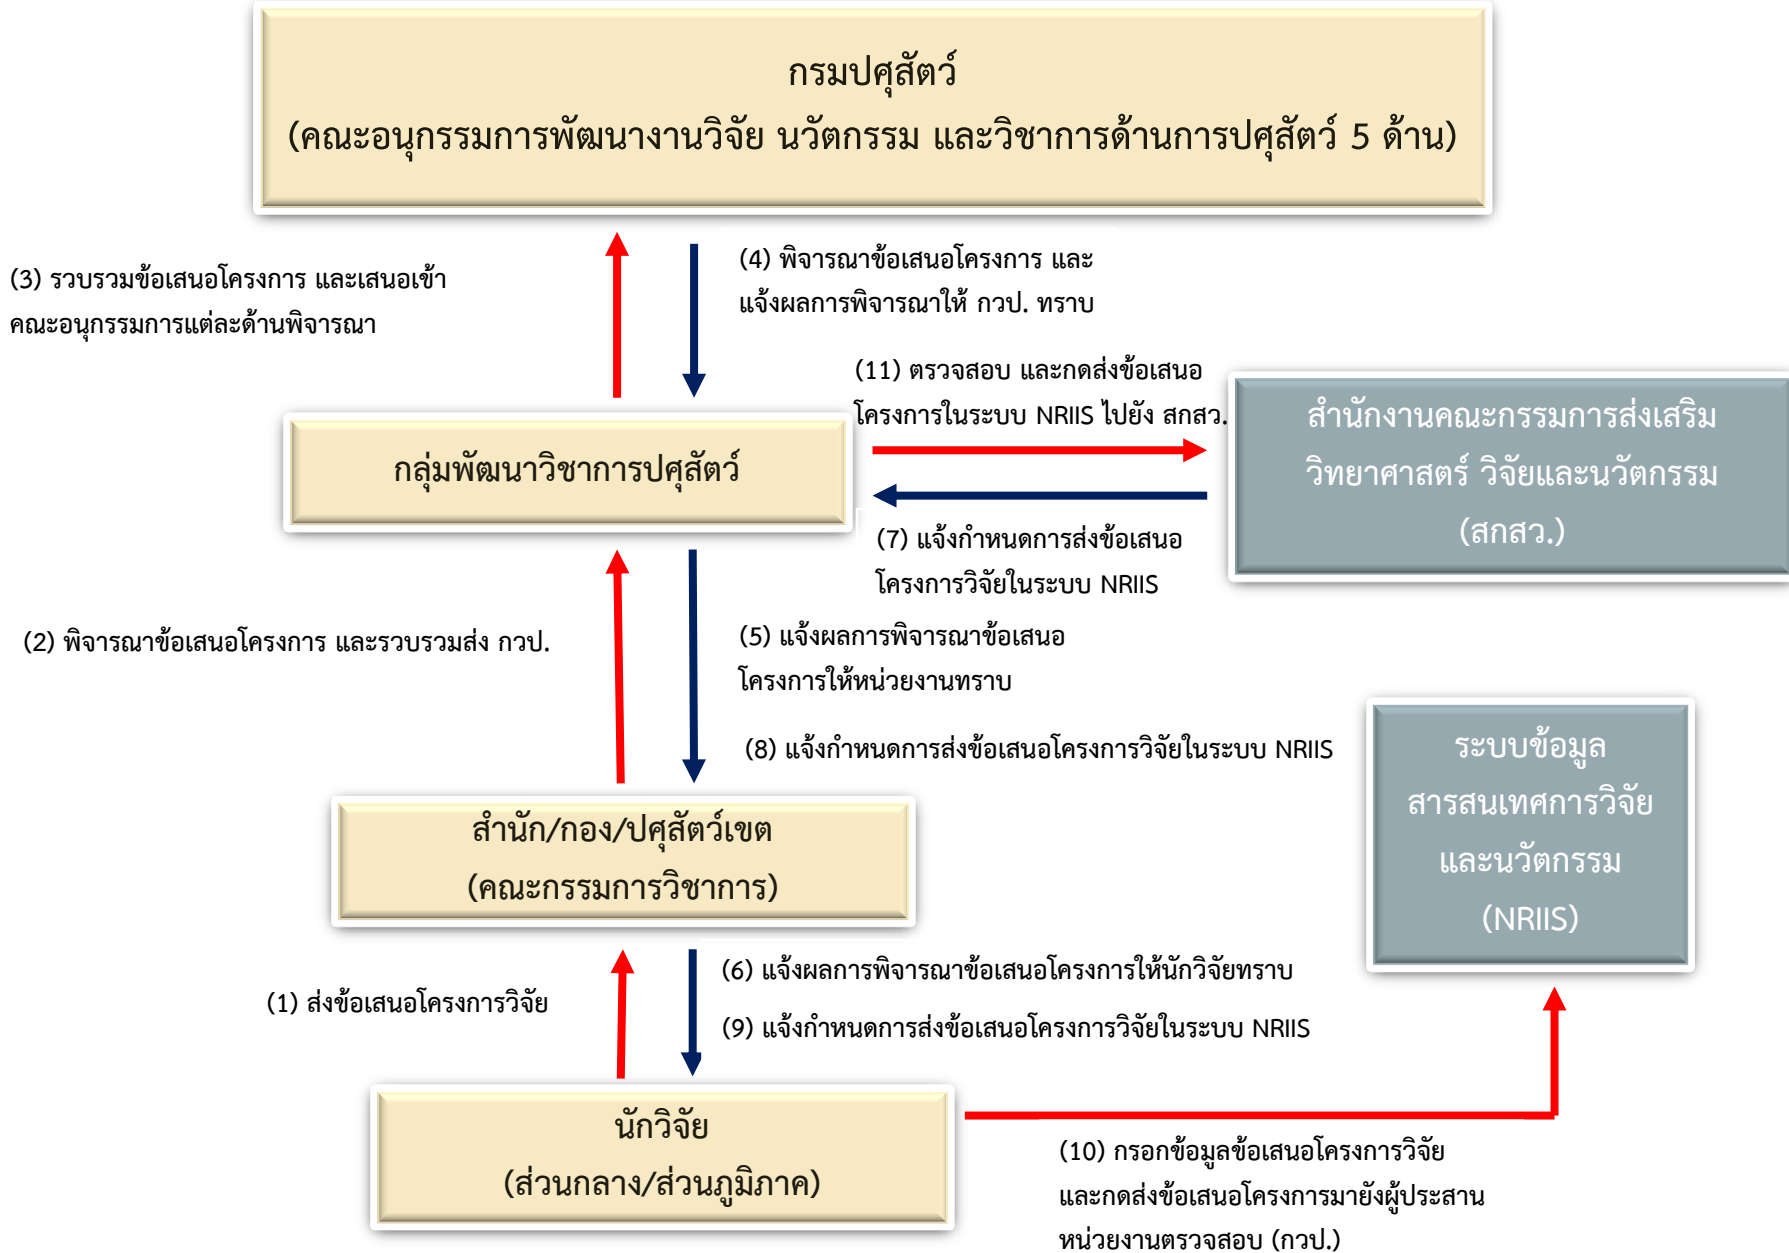 กรมปศุสัตว์
(คณะอนุกรรมการพัฒนางานวิจัย นวัตกรรม และวิชาการด้านการปศุสัตว์ 5 ด้าน)
(3) รวบรวมข้อเสนอโครงการ และเสนอเข้า
คณะอนุกรรมการแต่ละด้านพิจารณา
(4) พิจารณาข้อเสนอโครงการ และ
แจ้งผลการพิจารณาให้ กวป. ทราบ
(11) ตรวจสอบ และกดส่งข้อเสนอ
โครงการในระบบ NRIIS ไปยัง สกสว.
กลุ่มพัฒนาวิชาการปศุสัตว์
สำนักงานคณะกรรมการส่งเสริม
วิทยาศาสตร์ วิจัยและนวัตกรรม
(สกสว.)
(7) แจ้งกำหนดการส่งข้อเสนอ
โครงการวิจัยในระบบ NRIIS
(2) พิจารณาข้อเสนอโครงการ และรวบรวมส่ง กวป.
(5) แจ้งผลการพิจารณาข้อเสนอ
โครงการให้หน่วยงานทราบ
(8) แจ้งกำหนดการส่งข้อเสนอโครงการวิจัยในระบบ NRIIS
ระบบข้อมูล
สารสนเทศการวิจัย
และนวัตกรรม
(NRIIS)
สำนัก/กอง/ปศุสัตว์เขต
(คณะกรรมการวิชาการ)
(1) ส่งข้อเสนอโครงการวิจัย
(6) แจ้งผลการพิจารณาข้อเสนอโครงการให้นักวิจัยทราบ
(9) แจ้งกำหนดการส่งข้อเสนอโครงการวิจัยในระบบ NRIIS
นักวิจัย
(ส่วนกลาง/ส่วนภูมิภาค)
(10) กรอกข้อมูลข้อเสนอโครงการวิจัย
และกดส่งข้อเสนอโครงการมายังผู้ประสาน
หน่วยงานตรวจสอบ (กวป.)